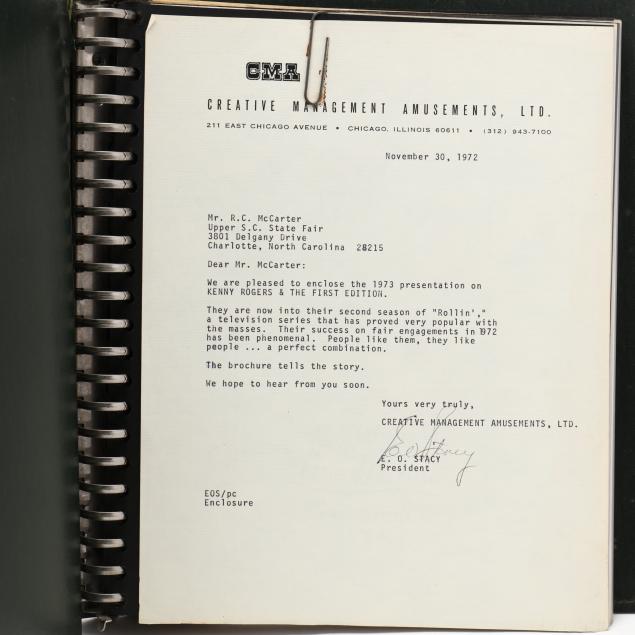 CMA
CREATIVE MANAGEMENT AMUSEMENTS, LTD.
211 EAST CHICAGO AVENUE • CHICAGO, ILLINOIS 60611 • (312) 943-7100
November 30, 1972
Mr. R.C. McCarter
Upper S.C. State Fair
3801 Delgany Drive
Charlotte, North Carolina 28215
Dear Mr. McCarter:
We are pleased to enclose the 1973 presentation on
KENNY ROGERS & THE FIRST EDITION.
They are now into their second season of "Rollin',"
a television series that has proved very popular with
the masses. Their success on fair engagements in 1972
has been phenomenal. People like them, they like
people ... a perfect combination.
The brochure tells the story.
We hope to hear from you soon.
Yours very truly,
CREATIVE MANAGEMENT AMUSEMENTS, LTD.
E O Stacy
E. O. STACY
President
EOS/pc
Enclosure